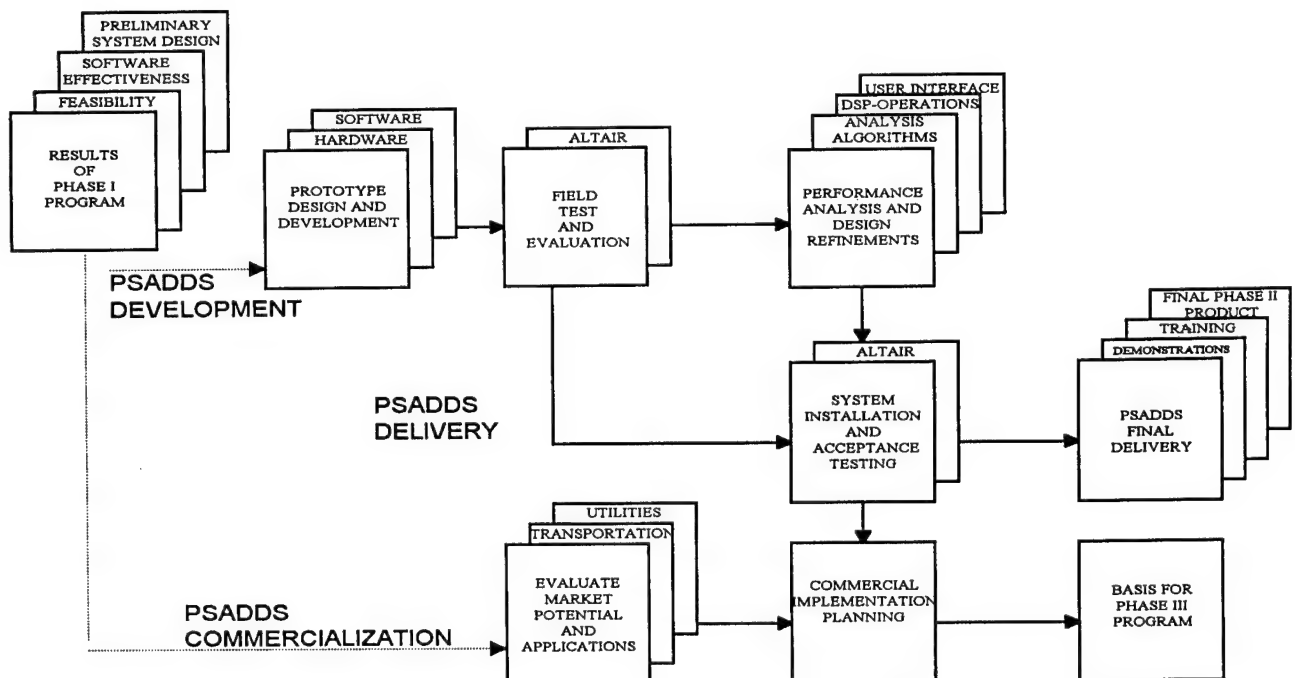 PRELIMINARY
SYSTEM DESIGN
SOFTWARE
EFFECTIVENESS
FEASIBILITY
RESULTS
OF
PHASE I
PROGRAM
SOFTWARE
HARDWARE
PROTOTYPE
DESIGN AND
DEVELOPMENT
ALTAIR
FIELD
TEST
AND
EVALUATION
USER INTERFACE
DSP-OPERATIONS
ANALYSIS
ALGORITHMS
PERFORMANCE
ANALYSIS AND
DESIGN
REFINEMENTS
PSADDS
DEVELOPMENT
PSADDS
DELIVERY
ALTAIR
SYSTEM
INSTALLATION
AND
ACCEPTANCE
TESTING
FINAL PHASE II
PRODUCT
TRAINING
DEMONSTRATIONS
PSADDS
FINAL
DELIVERY
PSADDS
COMMERCIALIZATION
UTILITIES
TRANSPORTATION
EVALUATE
MARKET
POTENTIAL
AND
APPLICATIONS
COMMERCIAL
IMPLEMENTATION
PLANNING
BASIS FOR
PHASE III
PROGRAM